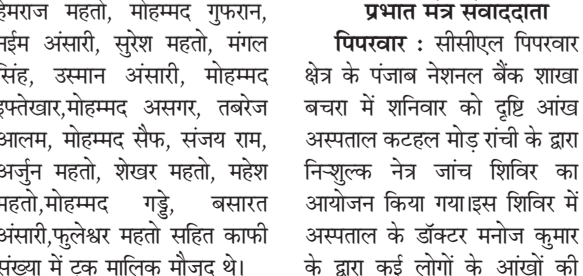 हेमराज महतो, मोहम्मद गुफरान,
नईम अंसारी, सुरेश महतो, मंगल
सिंह, उस्मान अंसारी, मोहम्मद
इफ्तेखार,मोहम्मद असगर, तबरेज
आलम, मोहम्मद सैफ, संजय राम,
अर्जुन महतो, शेखर महतो, महेश
महतो,मोहम्मद गड्डे, बसारत
अंसारी,फुलेश्वर महतो सहित काफी
संख्या में टक मालिक मौजद थे।
प्रभात मंत्र संवाददाता
पिपरवार : सीसीएल पिपरवार
क्षेत्र के पंजाब नेशनल बैंक शाखा
बचरा में शनिवार को दृष्टि आंख
अस्पताल कटहल मोड़ रांची के द्वारा
निःशुल्क नेत्र जांच शिविर का
आयोजन किया गया।इस शिविर में
अस्पताल के डॉक्टर मनोज कुमार
के द्वारा कई लोगों के आंखों की